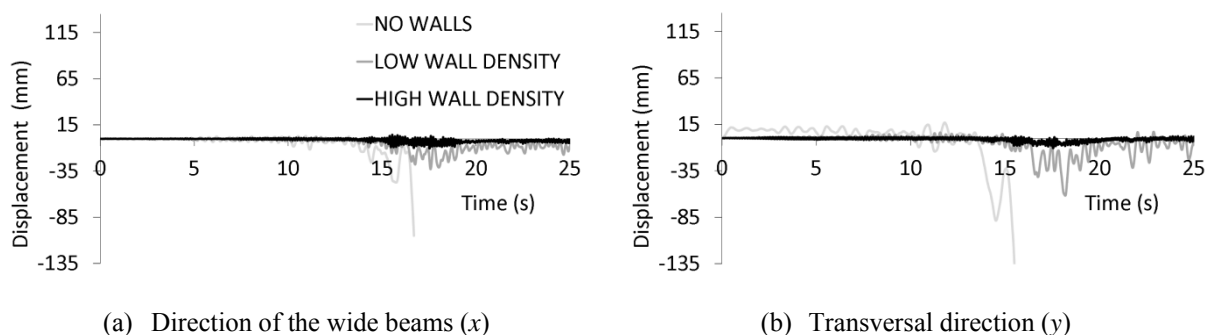 115
65
15
-35
-85
-135
Displacement (mm)
NO WALLS
LOW WALL DENSITY
HIGH WALL DENSITY
0 5 10 15 20 25
Time (s)
(a) Direction of the wide beams (x)
115
65
15
-35
-85
-135
Displacement (mm)
0 5 10 15 20 25
Time (s)
(b) Transversal direction (y)